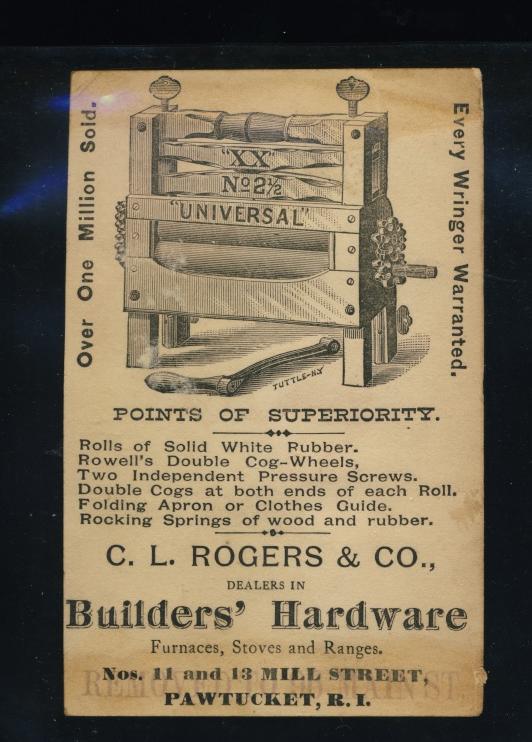 Over One Million Sold.
Every Wringer Warranted.
"XX"
No 2½
"UNIVERSAL"
TUTTLE-N.Y
POINTS OF SUPERIORITY.
Rolls of Solid White Rubber.
Rowell's Double Cog-Wheels,
Two Independent Pressure Screws.
Double Cogs at both ends of each Roll.
Folding Apron or Clothes Guide.
Rocking Springs of wood and rubber.
C. L. ROGERS & CO.,
DEALERS IN
Builders' Hardware
Furnaces, Stoves and Ranges.
Nos. 11 and 13 MILL STREET,
REMOVED MAIN ST.
PAWTUCKET, R. I.